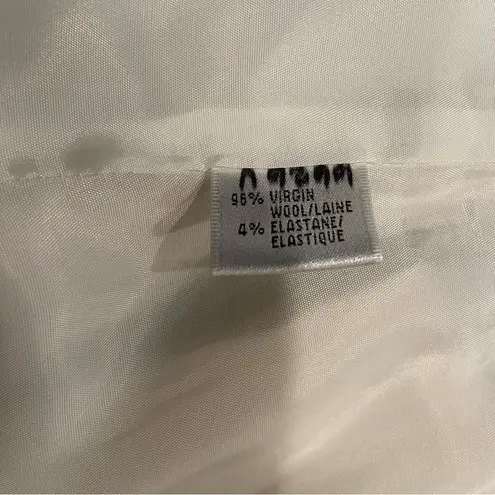 96% VIRGIN
WOOL/LAINE
4% ELASTANE/
ELASTIQUE